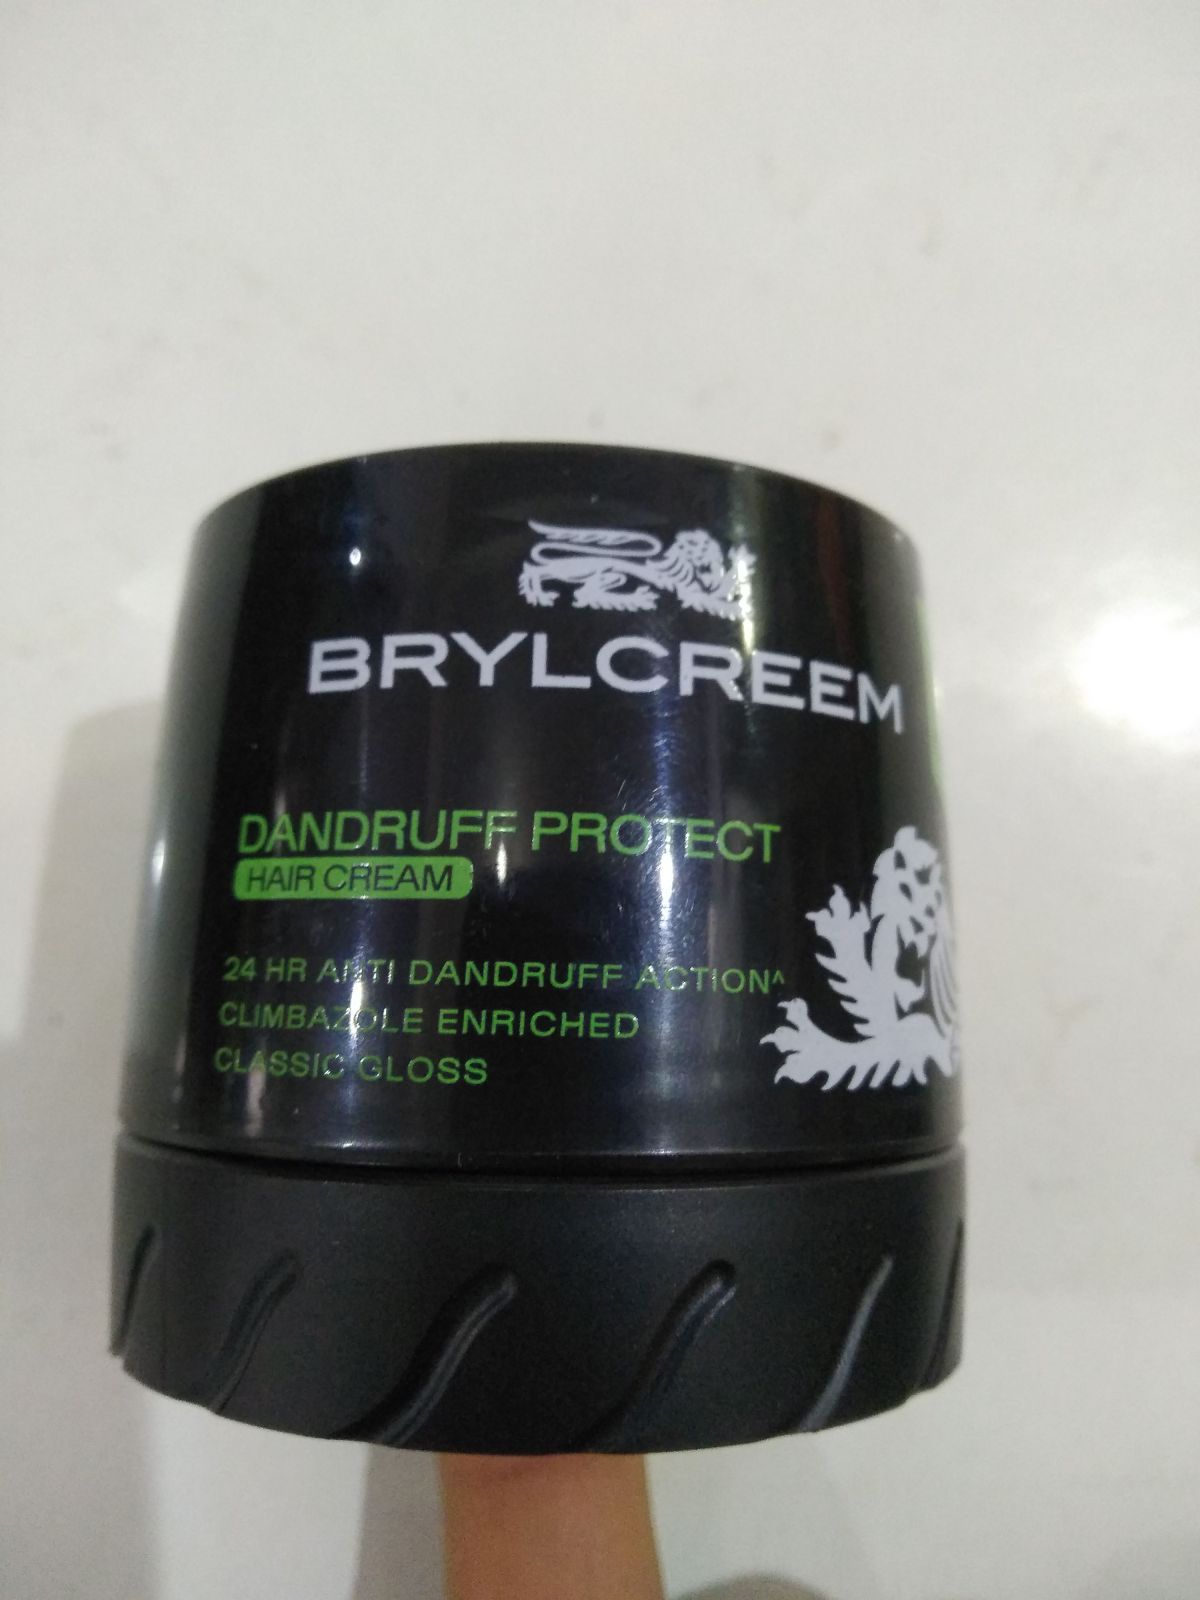 BRYLCREEM
DANDRUFF PROTECT
HAIR CREAM
24 HR ANTI DANDRUFF ACTION^
CLIMBAZOLE ENRICHED
CLASSIC GLOSS